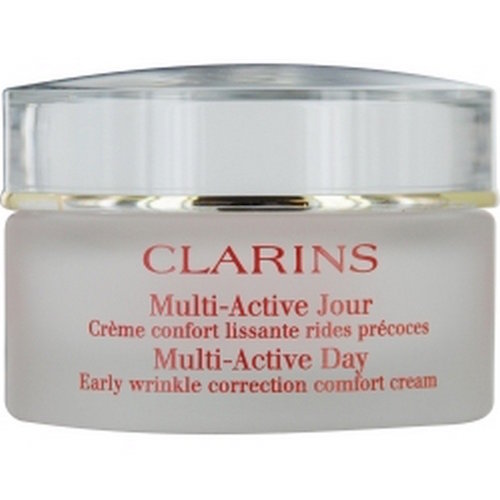 CLARINS
Multi-Active Jour
Crème confort lissante rides précoces
Multi-Active Day
Early wrinkle correction comfort cream